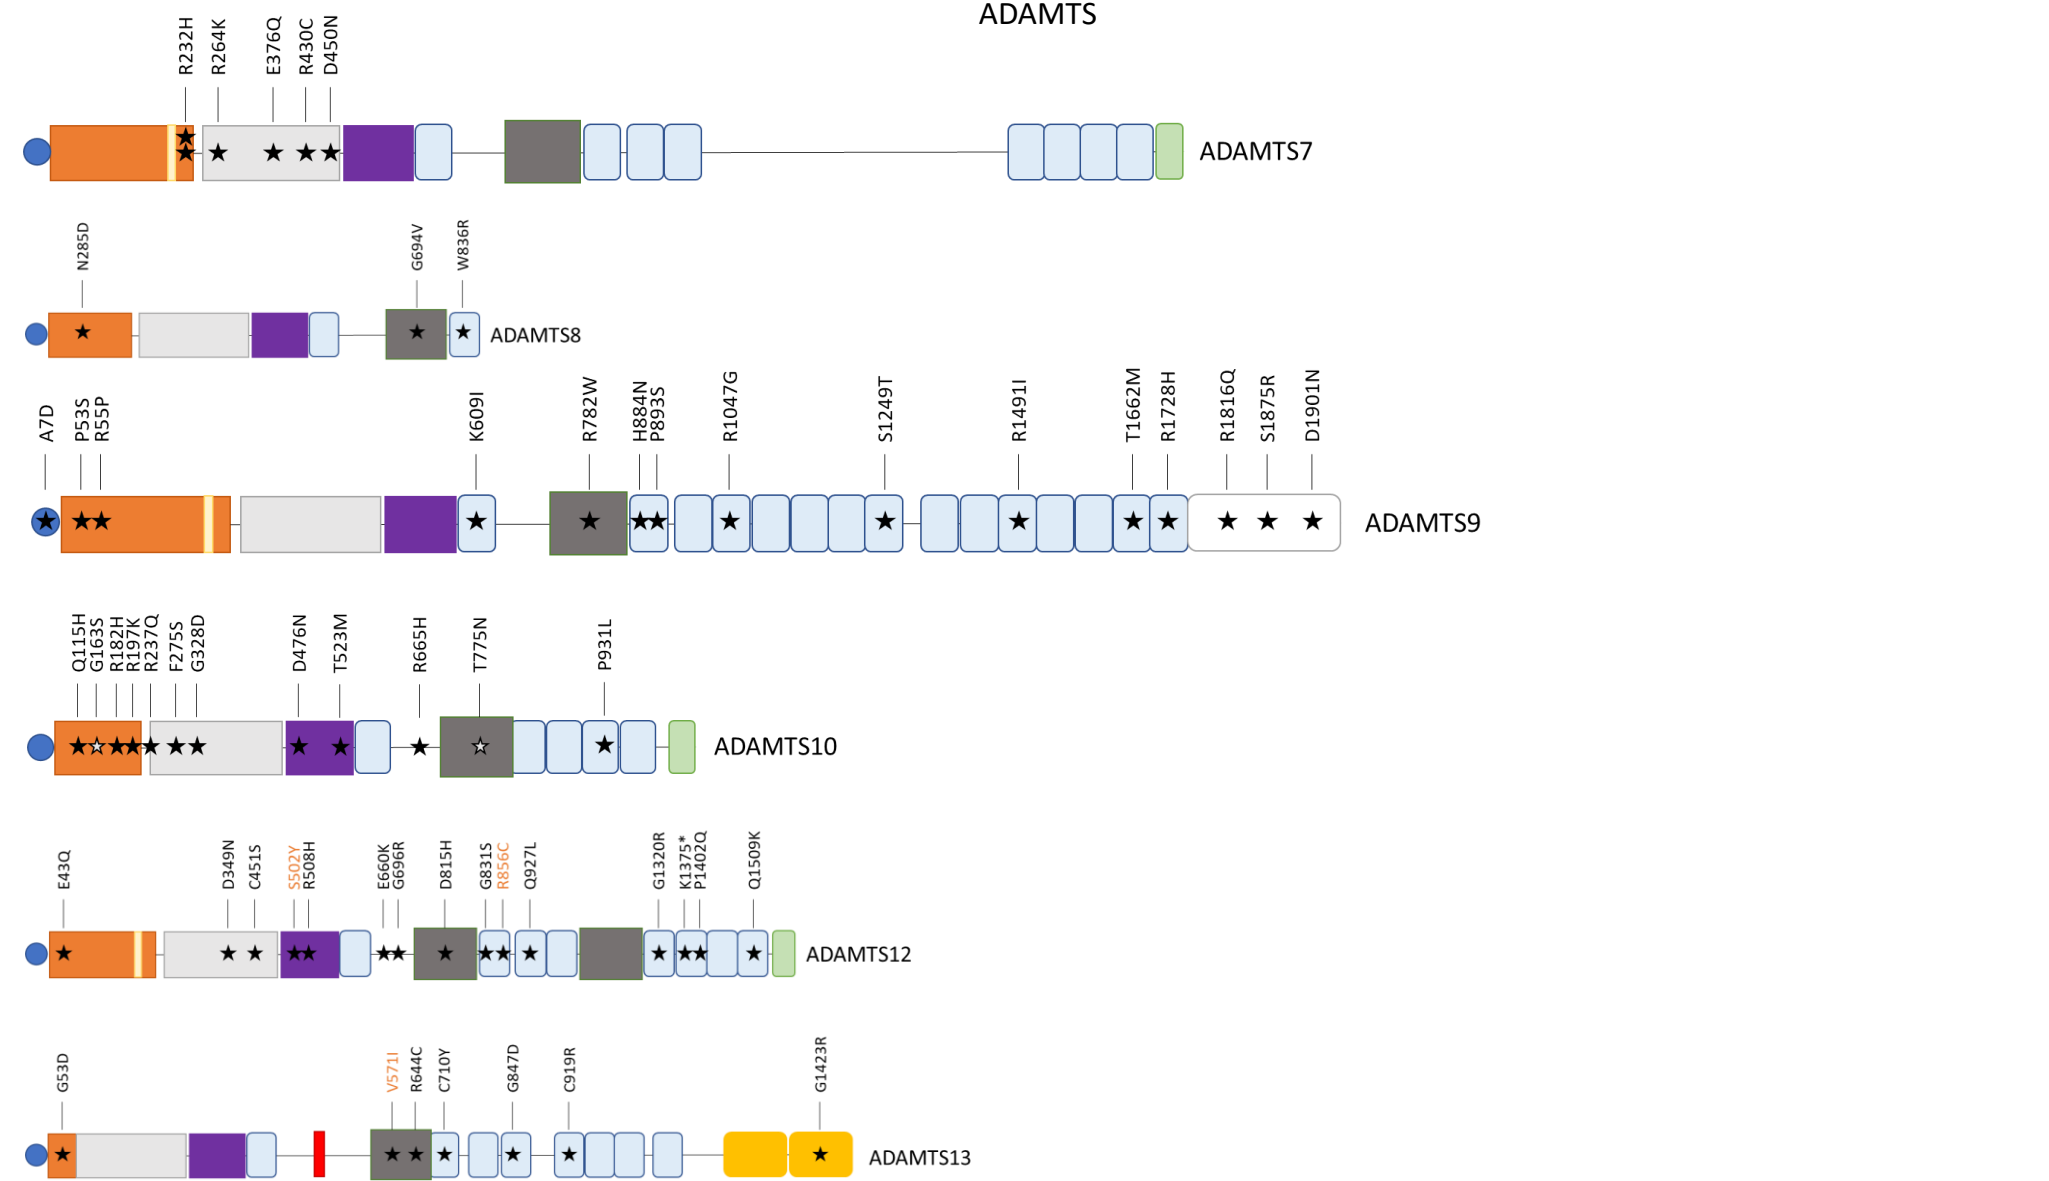 ADAMTS
R232H R264K E376Q R430C D450N
ADAMTS7
N285D G694V W836R
ADAMTS8
A7D P53S R55P K609I R782W H884N P893S R1047G S1249T R1491I T1662M R1728H R1816Q S1875R D1901N
ADAMTS9
Q115H G163S R182H R197K R237Q F275S G328D D476N T523M R665H T775N P931L
ADAMTS10
E43Q D349N C451S S502Y R508H E660K G696R D815H G831S R856C Q927L G1320R K1375* P1402Q Q1509K
ADAMTS12
G53D V571I R644C C710Y G847D C919R G1423R
ADAMTS13